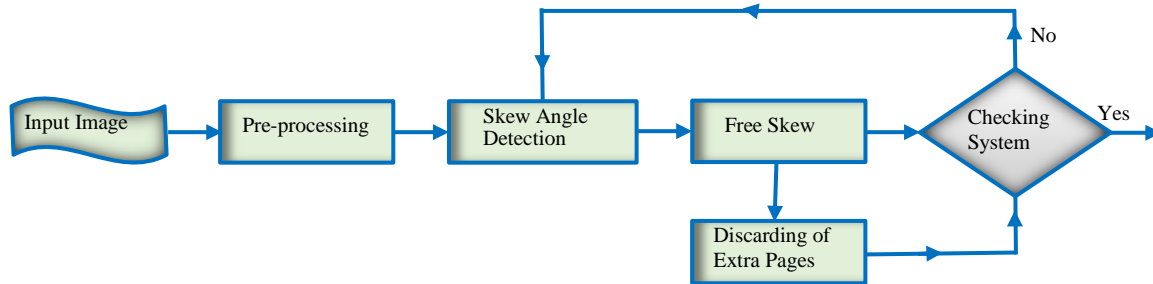 No
Input Image
Pre-processing
Skew Angle
Detection
Free Skew
Checking
System
Yes
Discarding of
Extra Pages